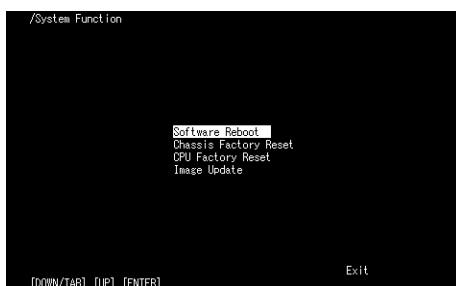 /System Function
Software Reboot
Chassis Factory Reset
CPU Factory Reset
Image Update
Exit
[DOWN/TAB] [UP] [ENTER]